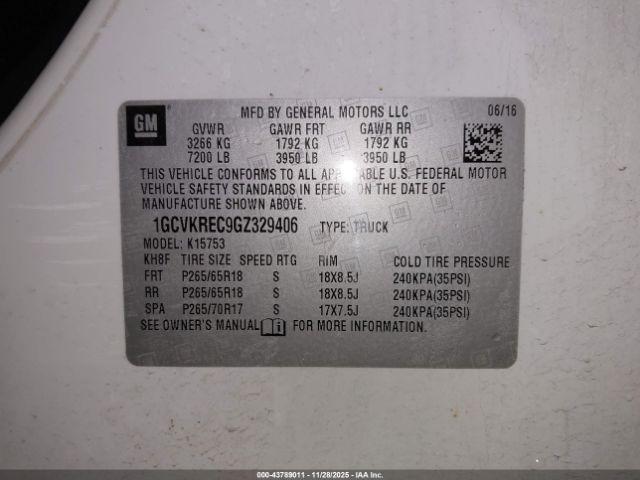 GM
MFD BY GENERAL MOTORS LLC 06/16
GVWR GAWR FRT GAWR RR
3266 KG 1792 KG 1792 KG
7200 LB 3950 LB 3950 LB
THIS VEHICLE CONFORMS TO ALL APPLICABLE U.S. FEDERAL MOTOR
VEHICLE SAFETY STANDARDS IN EFFECT ON THE DATE OF
MANUFACTURE SHOWN ABOVE.
1GCVKREC9GZ329406 TYPE: TRUCK
MODEL: K15753
KH8F TIRE SIZE SPEED RTG RIM COLD TIRE PRESSURE
FRT P265/65R18 S 18X8.5J 240KPA(35PSI)
RR P265/65R18 S 18X8.5J 240KPA(35PSI)
SPA P265/70R17 S 17X7.5J 240KPA(35PSI)
SEE OWNER'S MANUAL FOR MORE INFORMATION.
000-43789011 - 11/28/2025 - IAA Inc.